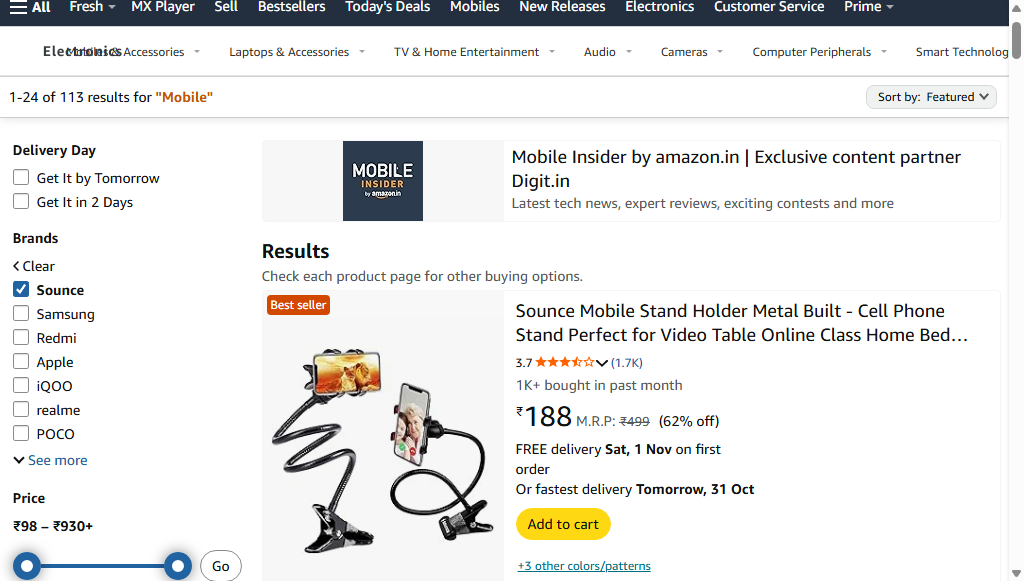 All Fresh MX Player Sell Bestsellers Today's Deals Mobiles New Releases Electronics Customer Service Prime
Electronics Mobiles & Accessories Laptops & Accessories TV & Home Entertainment Audio Cameras Computer Peripherals Smart Technolog
1-24 of 113 results for "Mobile"
Sort by: Featured
Delivery Day
Get It by Tomorrow
Get It in 2 Days
Brands
Clear
Sounce
Samsung
Redmi
Apple
iQOO
realme
POCO
See more
Price
₹98 – ₹930+
Go
MOBILE
INSIDER
by amazon.in
Mobile Insider by amazon.in | Exclusive content partner
Digit.in
Latest tech news, expert reviews, exciting contests and more
Results
Check each product page for other buying options.
Best seller
Sounce Mobile Stand Holder Metal Built - Cell Phone
Stand Perfect for Video Table Online Class Home Bed…
3.7 (1.7K)
1K+ bought in past month
₹188 M.R.P: ₹499 (62% off)
FREE delivery Sat, 1 Nov on first
order
Or fastest delivery Tomorrow, 31 Oct
Add to cart
+3 other colors/patterns